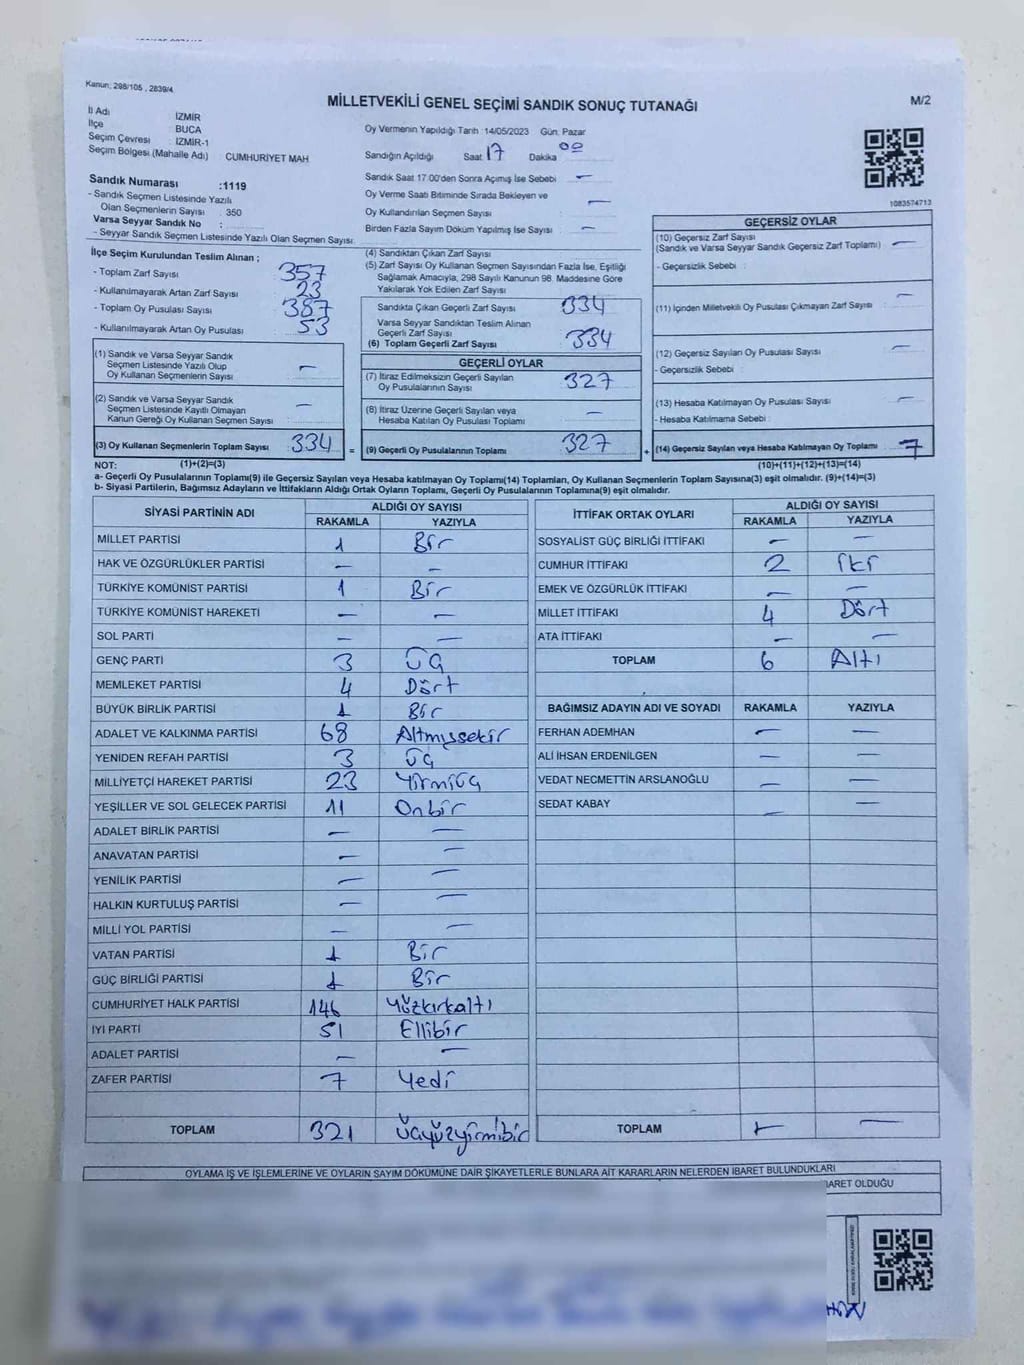 Kanun: 298/105 , 2839/4
MİLLETVEKİLİ GENEL SEÇİMİ SANDIK SONUÇ TUTANAĞI
M/2
İl Adı : İZMİR
İlçe : BUCA
Seçim Çevresi : İZMİR-1
Seçim Bölgesi (Mahalle Adı) CUMHURİYET MAH
Oy Vermenin Yapıldığı Tarih :14/05/2023 Gün: Pazar
Sandığın Açıldığı Saat 17 Dakika 00
Sandık Numarası :1119
- Sandık Seçmen Listesinde Yazılı
Olan Seçmenlerin Sayısı : 350
Varsa Seyyar Sandık No :
- Seyyar Sandık Seçmen Listesinde Yazılı Olan Seçmen Sayısı:
Sandık Saat 17.00'den Sonra Açımış İse Sebebi —
Oy Verme Saati Bitiminde Sırada Bekleyen ve
Oy Kullandırılan Seçmen Sayısı —
Birden Fazla Sayım Döküm Yapılmış İse Sayısı —
1083574713
İlçe Seçim Kurulundan Teslim Alınan ;
- Toplam Zarf Sayısı 357
- Kullanılmayarak Artan Zarf Sayısı 23
- Toplam Oy Pusulası Sayısı 387
- Kullanılmayarak Artan Oy Pusulası 53
(4) Sandıktan Çıkan Zarf Sayısı
(5) Zarf Sayısı Oy Kullanan Seçmen Sayısından Fazla İse, Eşitliği
Sağlamak Amacıyla, 298 Sayılı Kanunun 98. Maddesine Göre
Yakılarak Yok Edilen Zarf Sayısı
Sandıkta Çıkan Geçerli Zarf Sayısı 334
Varsa Seyyar Sandıktan Teslim Alınan
Geçerli Zarf Sayısı
(6) Toplam Geçerli Zarf Sayısı 334
GEÇERSİZ OYLAR
(10) Geçersiz Zarf Sayısı
(Sandık ve Varsa Seyyar Sandık Geçersiz Zarf Toplamı) —
- Geçersizlik Sebebi :
(11) İçinden Milletvekili Oy Pusulası Çıkmayan Zarf Sayısı —
(12) Geçersiz Sayılan Oy Pusulası Sayısı —
- Geçersizlik Sebebi :
(13) Hesaba Katılmayan Oy Pusulası Sayısı —
- Hesaba Katılmama Sebebi :
(14) Geçersiz Sayılan veya Hesaba Katılmayan Oy Toplamı 7
(1) Sandık ve Varsa Seyyar Sandık
Seçmen Listesinde Yazılı Olup
Oy Kullanan Seçmenlerin Sayısı —
(2) Sandık ve Varsa Seyyar Sandık
Seçmen Listesinde Kayıtlı Olmayan
Kanun Gereği Oy Kullanan Seçmen Sayısı —
(3) Oy Kullanan Seçmenlerin Toplam Sayısı 334 =
GEÇERLİ OYLAR
(7) İtiraz Edilmeksizin Geçerli Sayılan
Oy Pusulalarının Sayısı 327
(8) İtiraz Üzerine Geçerli Sayılan veya
Hesaba Katılan Oy Pusulası Toplamı —
(9) Geçerli Oy Pusulalarının Toplamı 327 +
NOT: (1)+(2)=(3) (10)+(11)+(12)+(13)=(14)
a- Geçerli Oy Pusulalarının Toplamı(9) ile Geçersiz Sayılan veya Hesaba katılmayan Oy Toplamı(14) Toplamları, Oy Kullanan Seçmenlerin Toplam Sayısına(3) eşit olmalıdır. (9)+(14)=(3)
b- Siyasi Partilerin, Bağımsız Adayların ve İttifakların Aldığı Ortak Oyların Toplamı, Geçerli Oy Pusulalarının Toplamına(9) eşit olmalıdır.
SİYASİ PARTİNİN ADI ALDIĞI OY SAYISI
RAKAMLA YAZIYLA
MİLLET PARTİSİ 1 Bir
HAK VE ÖZGÜRLÜKLER PARTİSİ — —
TÜRKİYE KOMÜNİST PARTİSİ 1 Bir
TÜRKİYE KOMÜNİST HAREKETİ — —
SOL PARTİ — —
GENÇ PARTİ 3 Üç
MEMLEKET PARTİSİ 4 Dört
BÜYÜK BİRLİK PARTİSİ 1 Bir
ADALET VE KALKINMA PARTİSİ 68 Altmışsekir
YENİDEN REFAH PARTİSİ 3 Üç
MİLLİYETÇİ HAREKET PARTİSİ 23 Yirmiüç
YEŞİLLER VE SOL GELECEK PARTİSİ 11 Onbir
ADALET BİRLİK PARTİSİ — —
ANAVATAN PARTİSİ — —
YENİLİK PARTİSİ — —
HALKIN KURTULUŞ PARTİSİ — —
MİLLİ YOL PARTİSİ — —
VATAN PARTİSİ 1 Bir
GÜÇ BİRLİĞİ PARTİSİ 1 Bir
CUMHURİYET HALK PARTİSİ 146 Yüzkırkaltı
İYİ PARTİ 51 Ellibir
ADALET PARTİSİ — —
ZAFER PARTİSİ 7 Yedi
TOPLAM 321 Üçyüzyirmibir
İTTİFAK ORTAK OYLARI ALDIĞI OY SAYISI
RAKAMLA YAZIYLA
SOSYALİST GÜÇ BİRLİĞİ İTTİFAKI — —
CUMHUR İTTİFAKI 2 İki
EMEK VE ÖZGÜRLÜK İTTİFAKI — —
MİLLET İTTİFAKI 4 Dört
ATA İTTİFAKI — —
TOPLAM 6 Altı
BAĞIMSIZ ADAYIN ADI VE SOYADI RAKAMLA YAZIYLA
FERHAN ADEMHAN — —
ALİ İHSAN ERDENİLGEN — —
VEDAT NECMETTİN ARSLANOĞLU — —
SEDAT KABAY — —
TOPLAM — —
OYLAMA İŞ VE İŞLEMLERİNE VE OYLARIN SAYIM DÖKÜMÜNE DAİR ŞİKAYETLERLE BUNLARA AİT KARARLARIN NELERDEN İBARET BULUNDUKLARI
İBARET OLDUĞU